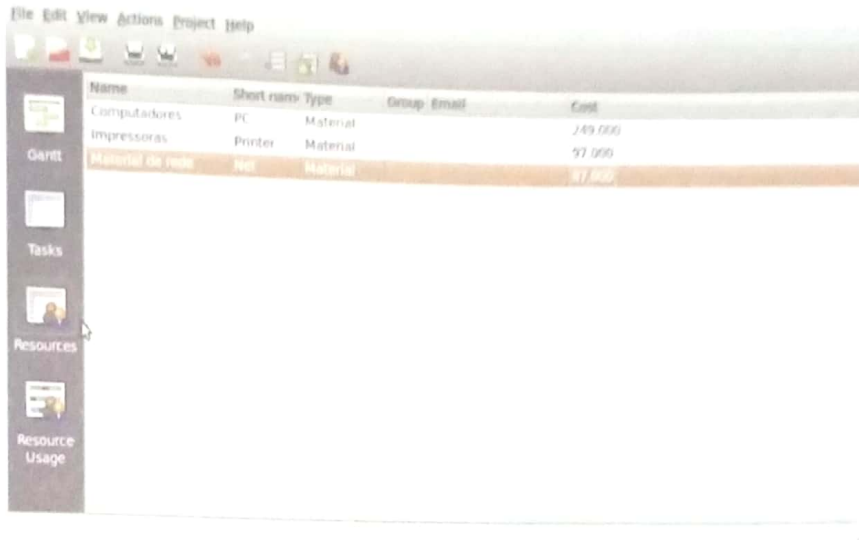 File Edit View Actions Project Help
Name Short nam Type Group Email Cost
Computadores PC Material 249.000
Impressoras Printer Material 97.000
Material de rede Net Material 87.000
Gantt
Tasks
Resources
Resource
Usage